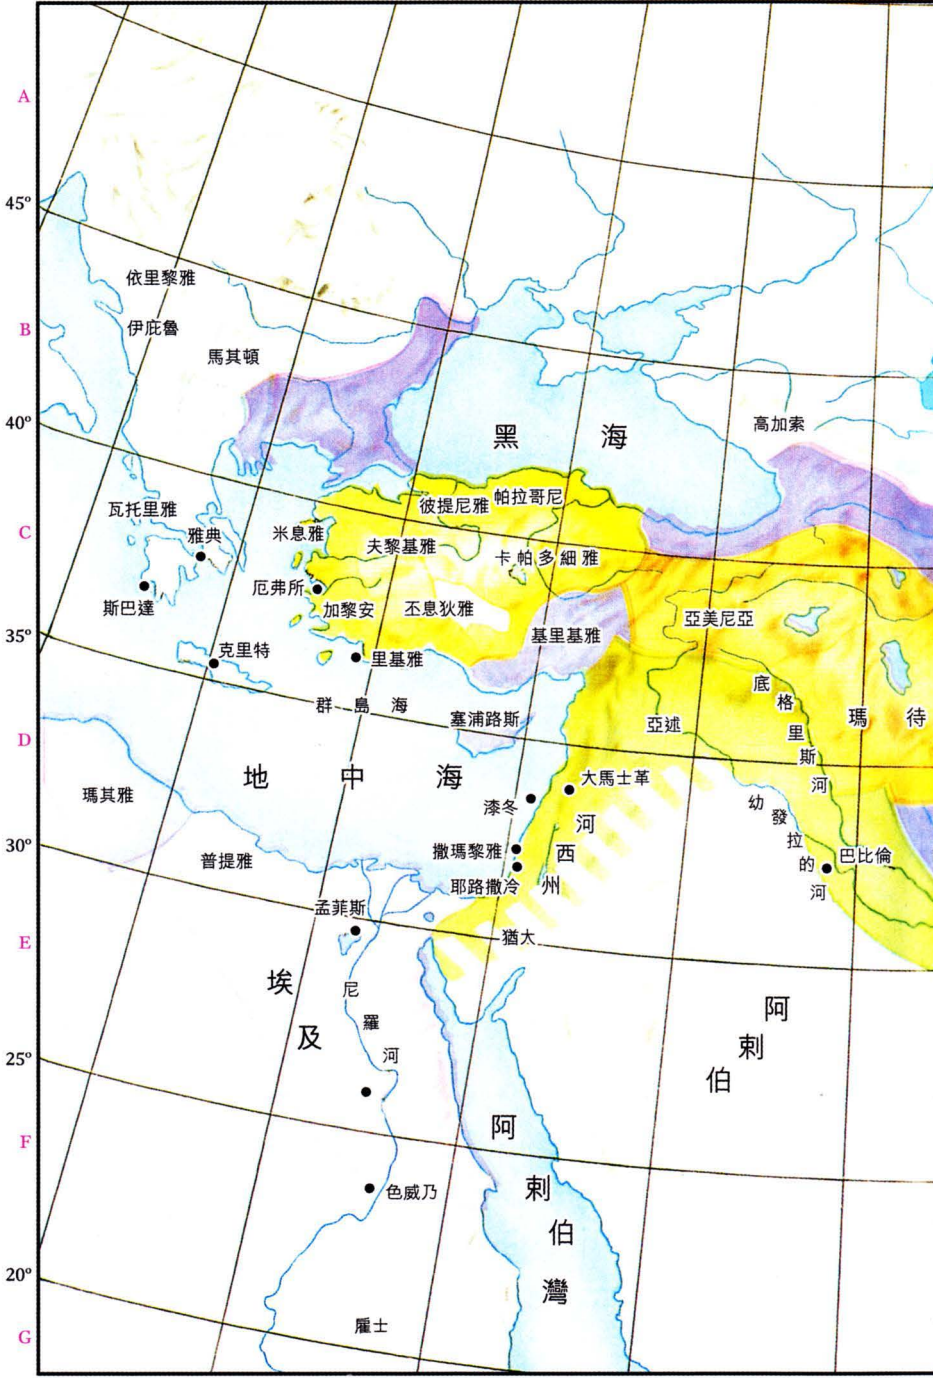 A
45º
依里黎雅
B
伊庇魯
馬其頓
40º
黑海
高加索
彼提尼雅
帕拉哥尼
瓦托里雅
C
雅典
米息雅
夫黎基雅
卡帕多細雅
厄弗所
斯巴達
加黎安
丕息狄雅
亞美尼亞
35º
基里基雅
克里特
里基雅
底格里斯河
群島海
塞浦路斯
亞述
瑪待
D
地中海
大馬士革
瑪其雅
漆冬
幼發拉的河
河西州
30º
撒瑪黎雅
普提雅
巴比倫
耶路撒冷
孟菲斯
E
猶太
埃及
尼羅河
阿剌伯
25º
F
阿剌伯灣
色威乃
20º
雇士
G